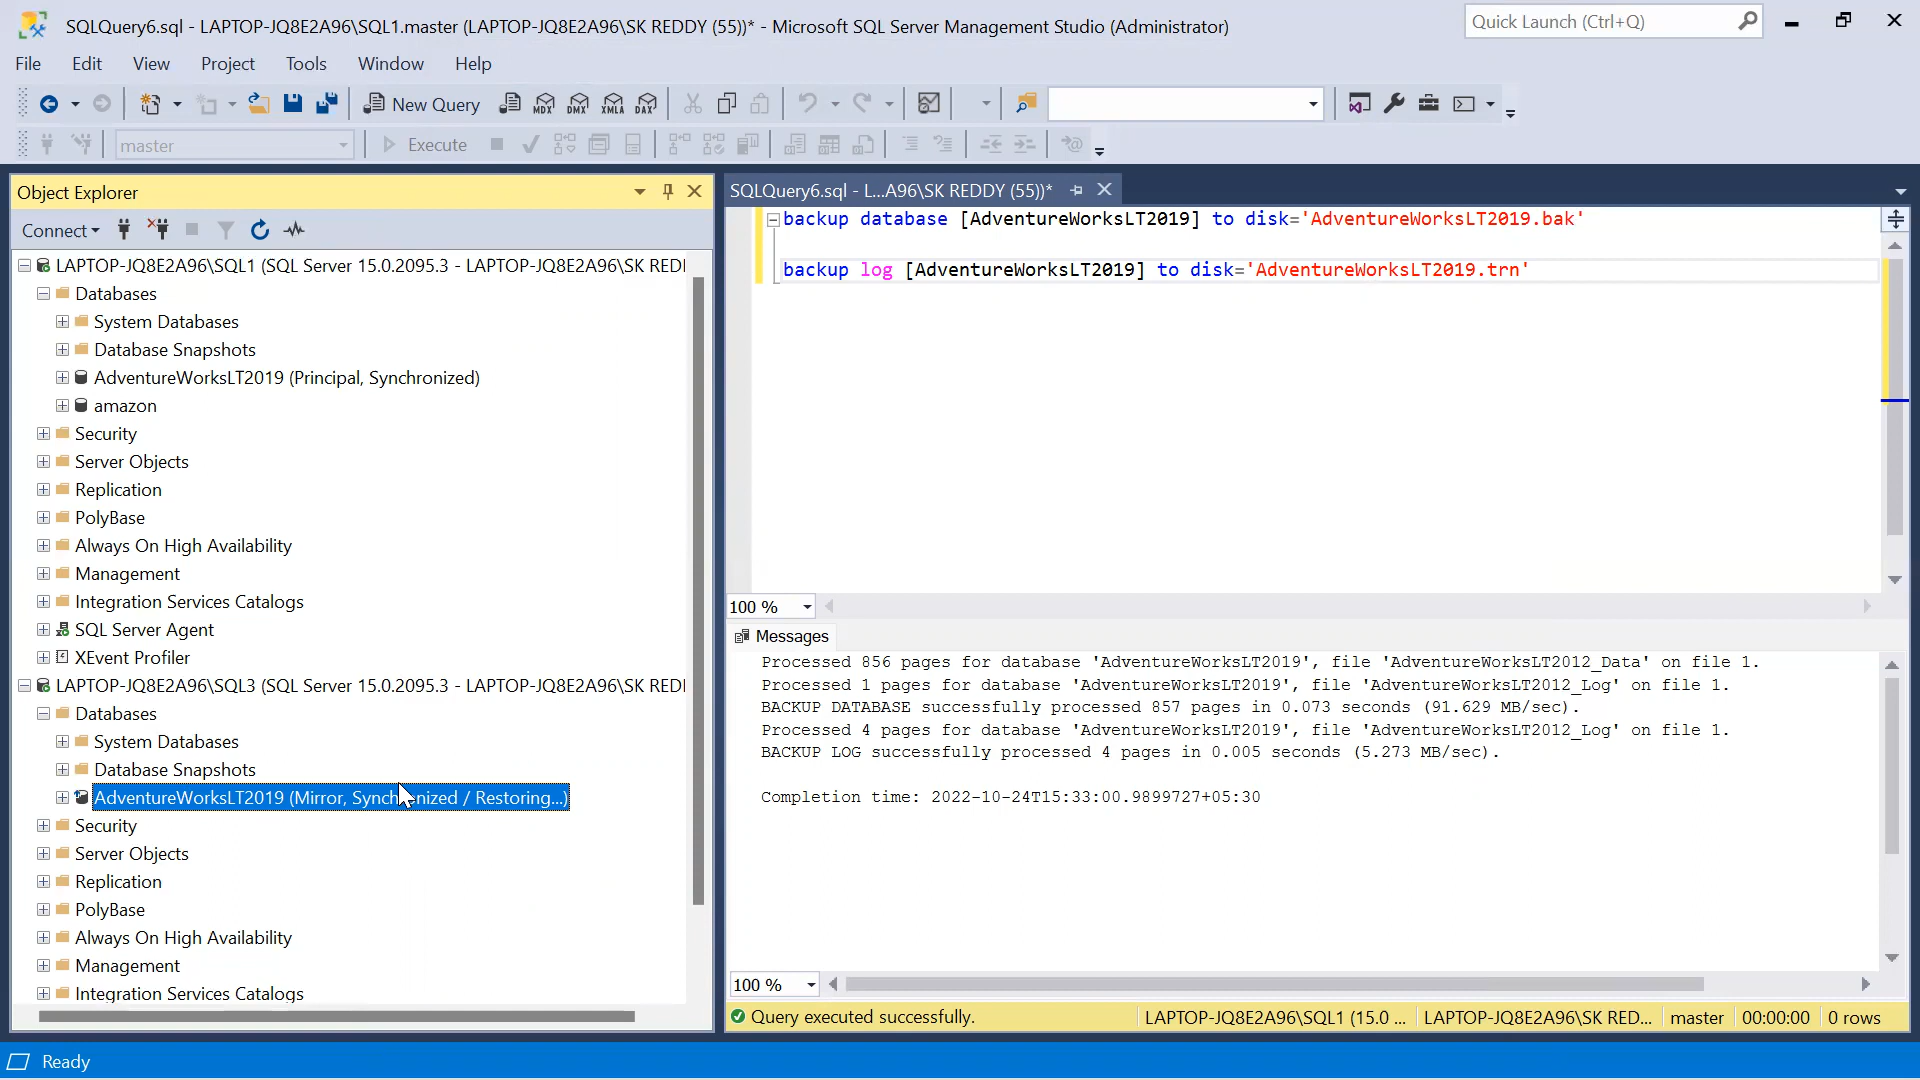 SQLQuery6.sql - LAPTOP-JQ8E2A96\SQL1.master (LAPTOP-JQ8E2A96\SK REDDY (55))* - Microsoft SQL Server Management Studio (Administrator)
Quick Launch (Ctrl+Q)
File Edit View Project Tools Window Help
New Query MDX DMX XMLA DAX
master Execute
Object Explorer
Connect
LAPTOP-JQ8E2A96\SQL1 (SQL Server 15.0.2095.3 - LAPTOP-JQ8E2A96\SK REDI
Databases
System Databases
Database Snapshots
AdventureWorksLT2019 (Principal, Synchronized)
amazon
Security
Server Objects
Replication
PolyBase
Always On High Availability
Management
Integration Services Catalogs
SQL Server Agent
XEvent Profiler
LAPTOP-JQ8E2A96\SQL3 (SQL Server 15.0.2095.3 - LAPTOP-JQ8E2A96\SK REDI
Databases
System Databases
Database Snapshots
AdventureWorksLT2019 (Mirror, Synchronized / Restoring...)
Security
Server Objects
Replication
PolyBase
Always On High Availability
Management
Integration Services Catalogs
SQLQuery6.sql - L...A96\SK REDDY (55))*
backup database [AdventureWorksLT2019] to disk='AdventureWorksLT2019.bak'
backup log [AdventureWorksLT2019] to disk='AdventureWorksLT2019.trn'
100 %
Messages
Processed 856 pages for database 'AdventureWorksLT2019', file 'AdventureWorksLT2012_Data' on file 1.
Processed 1 pages for database 'AdventureWorksLT2019', file 'AdventureWorksLT2012_Log' on file 1.
BACKUP DATABASE successfully processed 857 pages in 0.073 seconds (91.629 MB/sec).
Processed 4 pages for database 'AdventureWorksLT2019', file 'AdventureWorksLT2012_Log' on file 1.
BACKUP LOG successfully processed 4 pages in 0.005 seconds (5.273 MB/sec).
Completion time: 2022-10-24T15:33:00.9899727+05:30
100 %
Query executed successfully. LAPTOP-JQ8E2A96\SQL1 (15.0 ... LAPTOP-JQ8E2A96\SK RED... master 00:00:00 0 rows
Ready